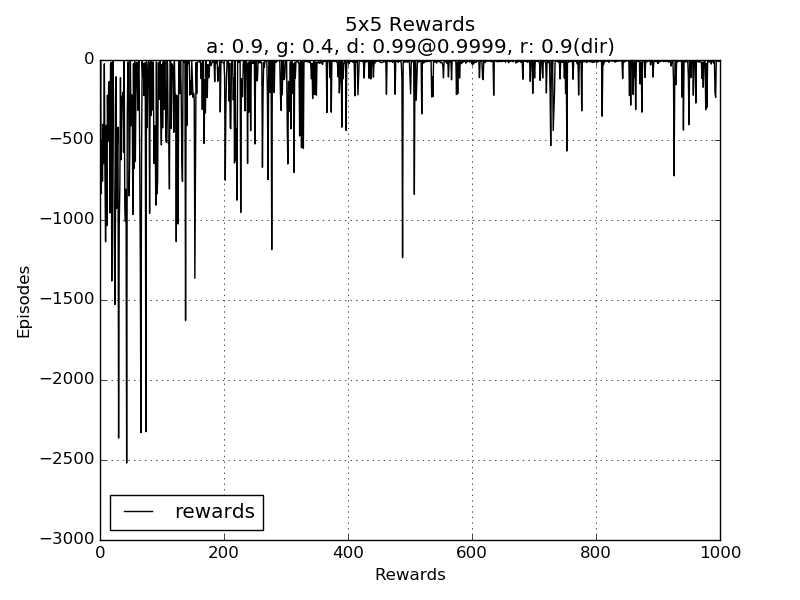 5x5 Rewards
a: 0.9, g: 0.4, d: 0.99@0.9999, r: 0.9(dir)
0
−500
−1000
−1500
−2000
−2500
−3000
Episodes
rewards
0 200 400 600 800 1000
Rewards